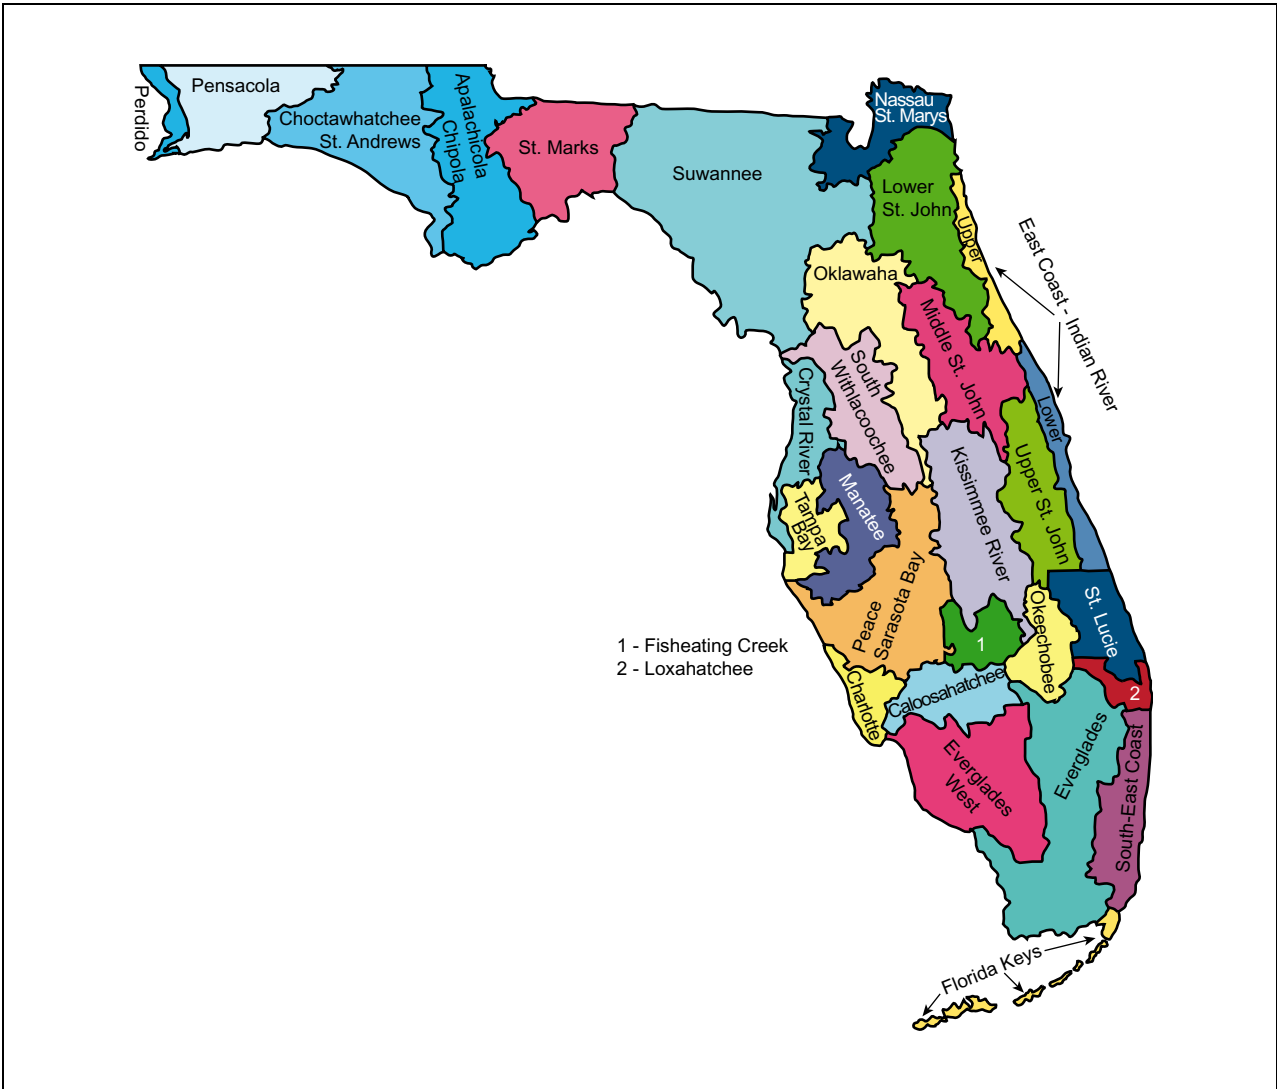 Perdido
Pensacola
Choctawhatchee
St. Andrews
Apalachicola
Chipola
St. Marks
Suwannee
Nassau
St. Marys
Lower
St. John
Upper
East Coast - Indian River
Oklawaha
Middle St. John
South
Withlacoochee
Crystal River
Lower
Upper St. John
Kissimmee River
Manatee
Tampa
Bay
Peace
Sarasota Bay
Okeechobee
St. Lucie
1
1 - Fisheating Creek
2 - Loxahatchee
2
Charlotte
Caloosahatchee
Everglades
West
Everglades
South-East Coast
Florida Keys